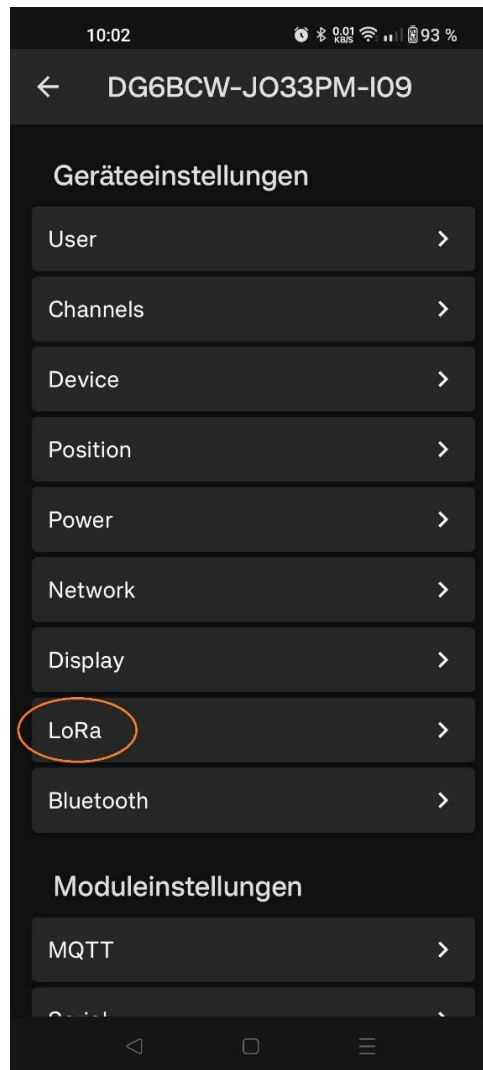 10:02 0.01 KB/S 93 %
DG6BCW-JO33PM-I09
Geräteeinstellungen
User
Channels
Device
Position
Power
Network
Display
LoRa
Bluetooth
Moduleinstellungen
MQTT